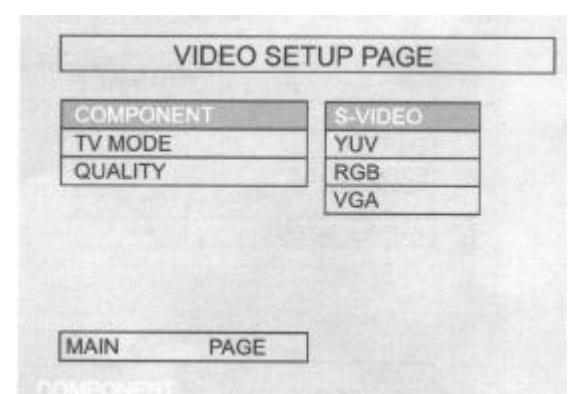 VIDEO SETUP PAGE
COMPONENT
TV MODE
QUALITY
S-VIDEO
YUV
RGB
VGA
MAIN PAGE
COMPONENT